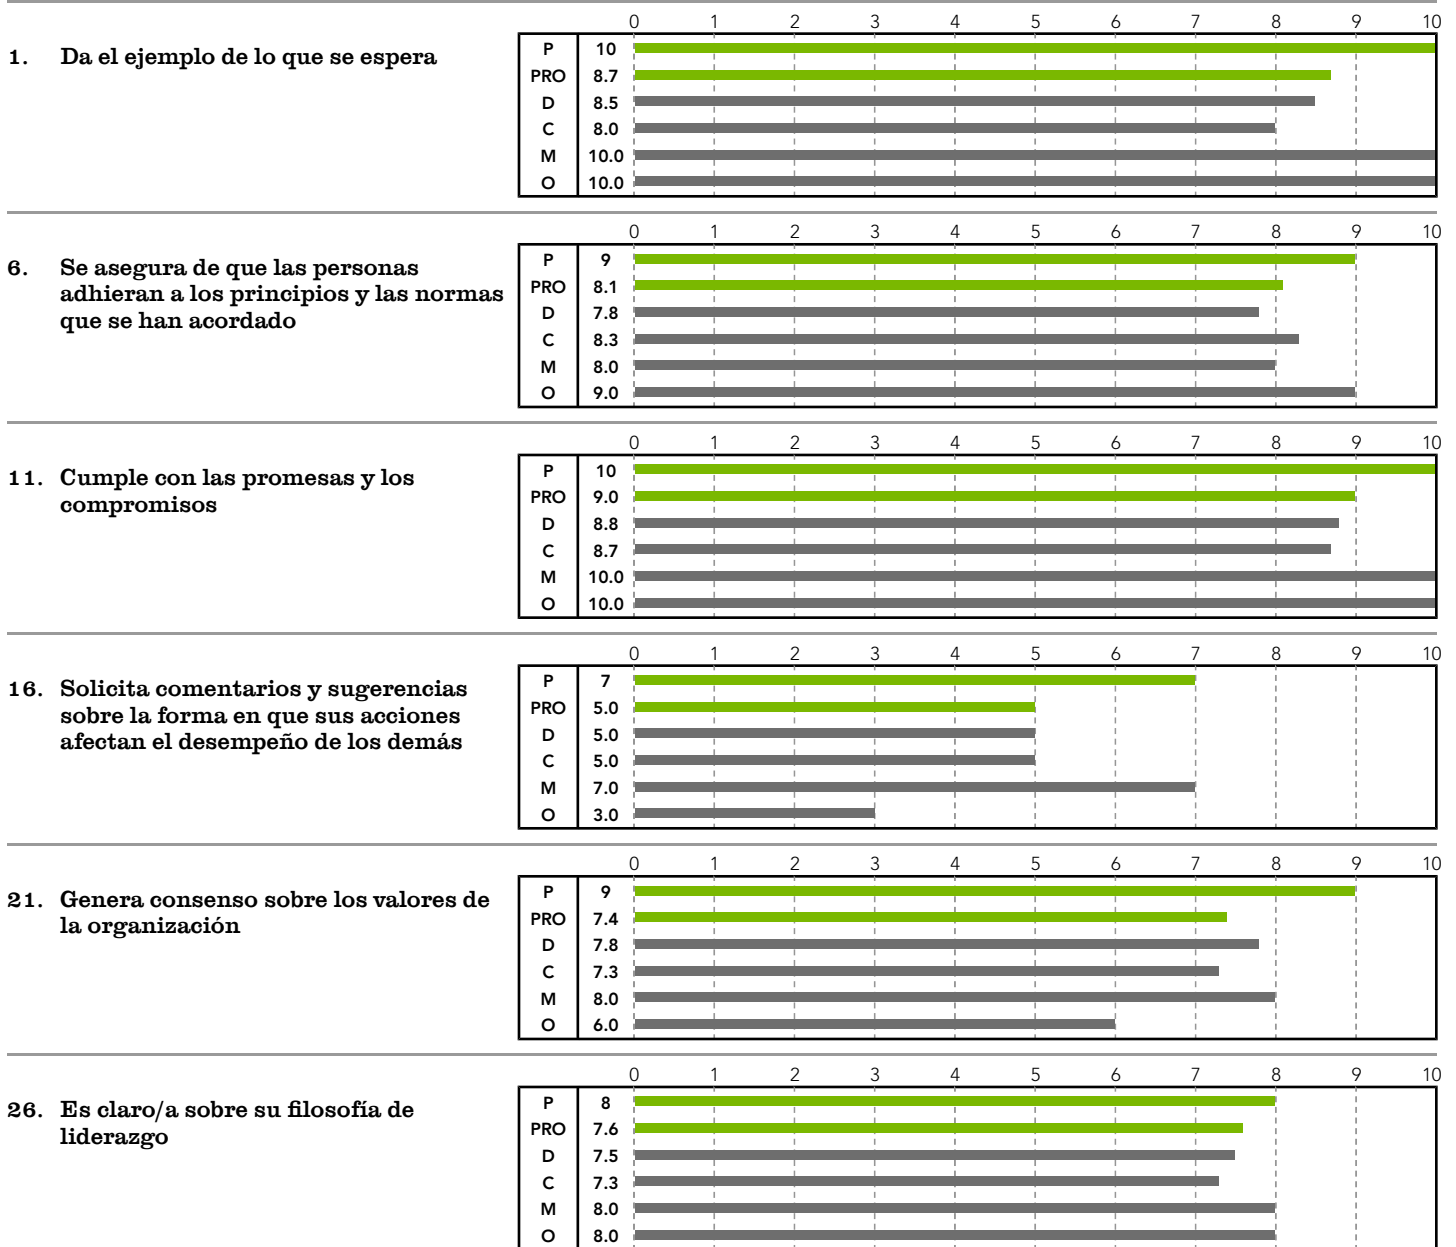 0 1 2 3 4 5 6 7 8 9 10
1. Da el ejemplo de lo que se espera
P 10
PRO 8.7
D 8.5
C 8.0
M 10.0
O 10.0
0 1 2 3 4 5 6 7 8 9 10
6. Se asegura de que las personas
adhieran a los principios y las normas
que se han acordado
P 9
PRO 8.1
D 7.8
C 8.3
M 8.0
O 9.0
0 1 2 3 4 5 6 7 8 9 10
11. Cumple con las promesas y los
compromisos
P 10
PRO 9.0
D 8.8
C 8.7
M 10.0
O 10.0
0 1 2 3 4 5 6 7 8 9 10
16. Solicita comentarios y sugerencias
sobre la forma en que sus acciones
afectan el desempeño de los demás
P 7
PRO 5.0
D 5.0
C 5.0
M 7.0
O 3.0
0 1 2 3 4 5 6 7 8 9 10
21. Genera consenso sobre los valores de
la organización
P 9
PRO 7.4
D 7.8
C 7.3
M 8.0
O 6.0
0 1 2 3 4 5 6 7 8 9 10
26. Es claro/a sobre su filosofía de
liderazgo
P 8
PRO 7.6
D 7.5
C 7.3
M 8.0
O 8.0